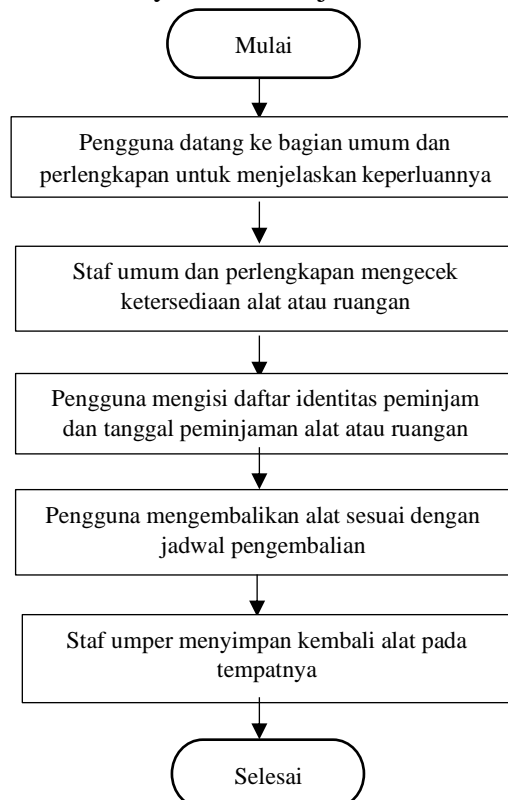 Mulai
Pengguna datang ke bagian umum dan
perlengkapan untuk menjelaskan keperluannya
Staf umum dan perlengkapan mengecek
ketersediaan alat atau ruangan
Pengguna mengisi daftar identitas peminjam
dan tanggal peminjaman alat atau ruangan
Pengguna mengembalikan alat sesuai dengan
jadwal pengembalian
Staf umper menyimpan kembali alat pada
tempatnya
Selesai